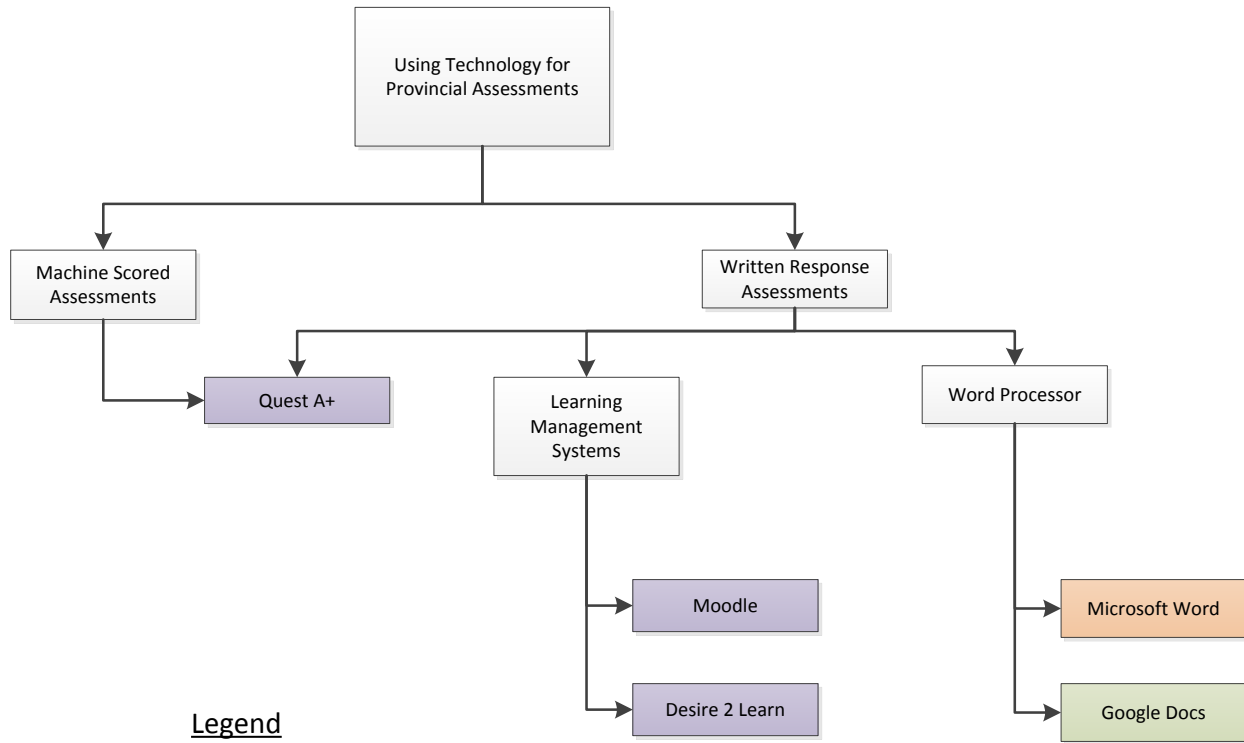 Using Technology for
Provincial Assessments
Machine Scored
Assessments
Written Response
Assessments
Quest A+
Learning
Management
Systems
Word Processor
Moodle
Microsoft Word
Desire 2 Learn
Google Docs
Legend